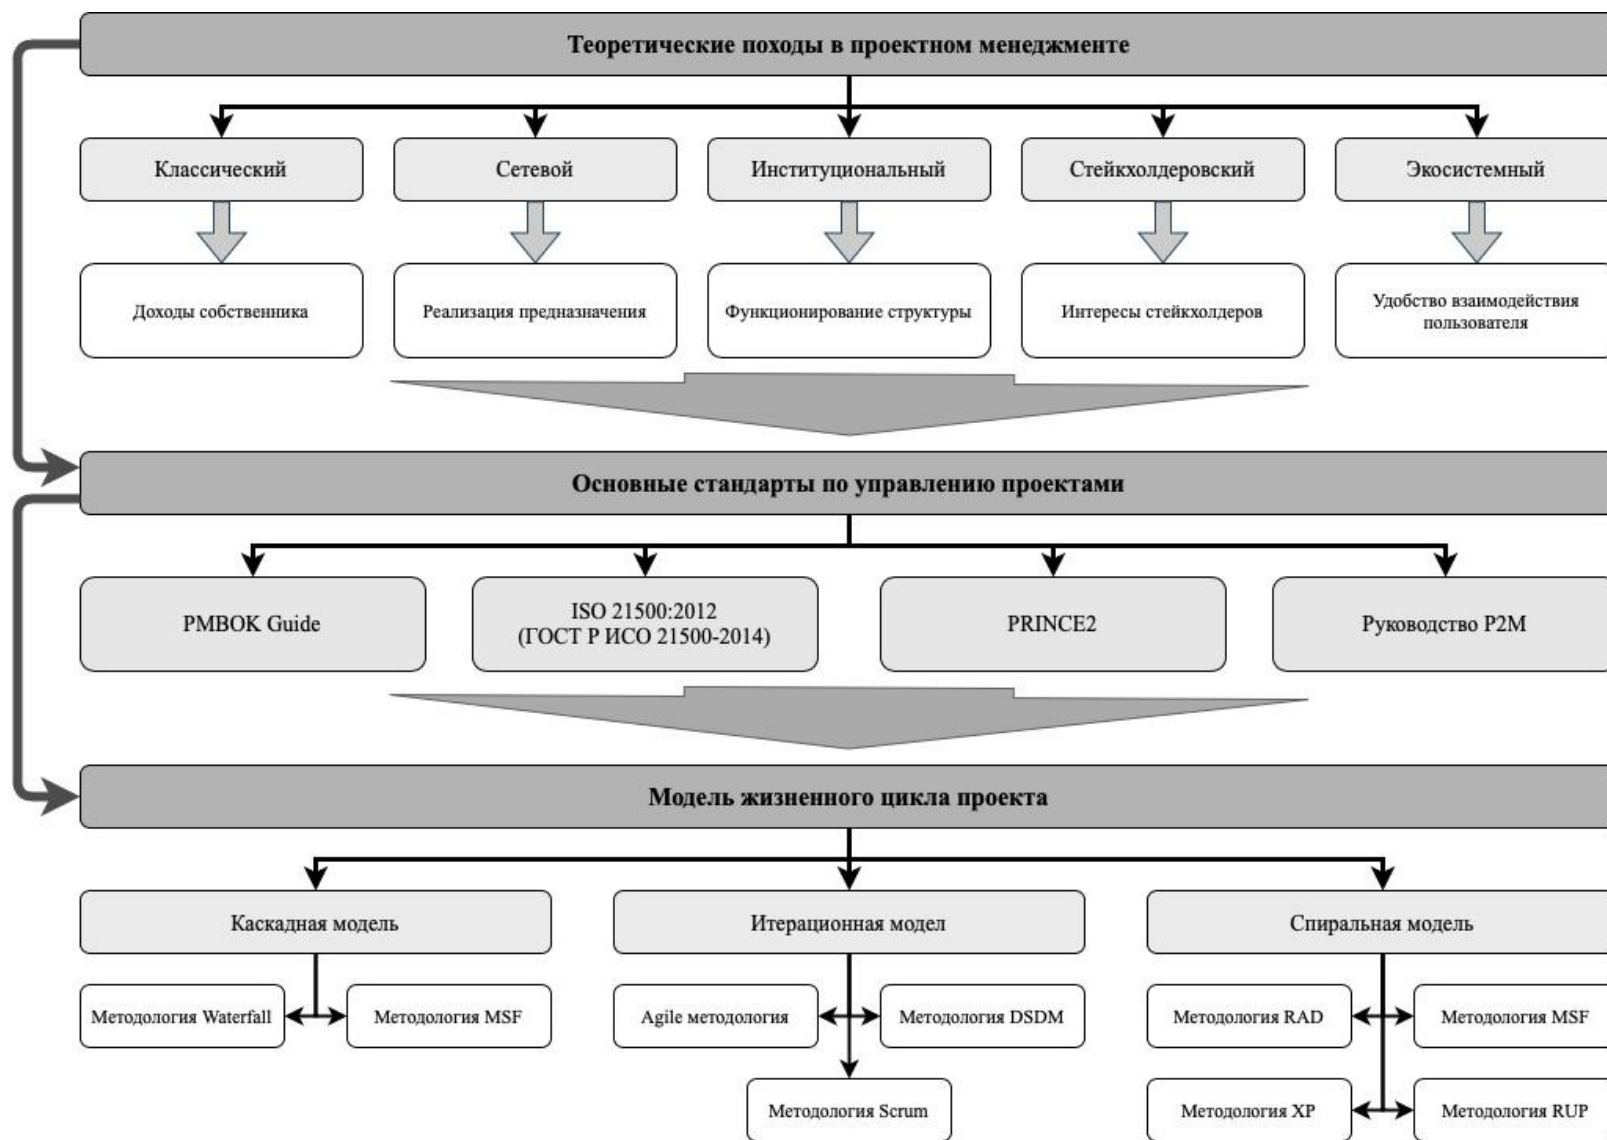 Теоретические походы в проектном менеджменте
Классический
Сетевой
Институциональный
Стейкхолдеровский
Экосистемный
Доходы собственника
Реализация предназначения
Функционирование структуры
Интересы стейкхолдеров
Удобство взаимодействия
пользователя
Основные стандарты по управлению проектами
PMBOK Guide
ISO 21500:2012
(ГОСТ Р ИСО 21500-2014)
PRINCE2
Руководство P2M
Модель жизненного цикла проекта
Каскадная модель
Итерационная модел
Спиральная модель
Методология Waterfall
Методология MSF
Agile методология
Методология DSDM
Методология RAD
Методология MSF
Методология Scrum
Методология XP
Методология RUP